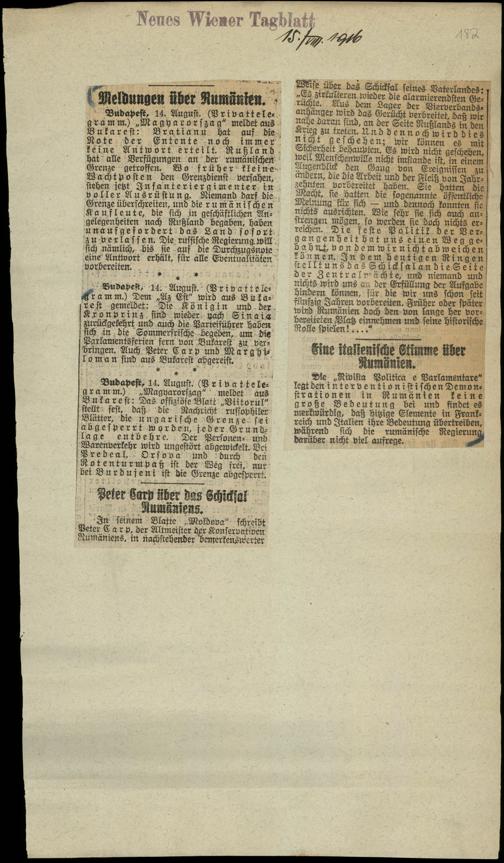 Neues Wiener Tagblatt
15./VIII. 1916
182
Meldungen über Rumänien.
Budapest, 14. August. (Privattele-
gramm.) „Magyarorszag" meldet aus
Bukarest: Bratianu hat auf die
Note der Entente noch immer
keine Antwort erteilt. Rußland
hat alle Verfügungen an der rumänischen
Grenze getroffen. Wo früher kleine
Wachtposten den Grenzdienst versahen,
stehen jetzt Infanterieregimenter in
voller Ausrüstung. Niemand darf die
Grenze überschreiten, und die rumänischen
Kaufleute, die sich in geschäftlichen An-
gelegenheiten nach Rußland begaben, haben
unaufgefordert das Land sofort
zu verlassen. Die russische Regierung will
sich nämlich, bis sie auf die Durchzugsnote
eine Antwort erhält, für alle Eventualitäten
vorbereiten.
* * *
Budapest, 14. August. (Privattele-
gramm.) Dem „Az Est" wird aus Buka-
rest gemeldet: Die Königin und der
Kronprinz sind wieder nach Sinaia
zurückgekehrt und auch die Parteiführer haben
sich in die Sommerfrische begeben, um die
Parlamentsferien fern von Bukarest zu ver-
bringen. Auch Peter Carp und Marghi-
loman sind aus Bukarest abgereist.
* * *
Budapest, 14. August. (Privattele-
gramm.) „Magyarorszag" meldet aus
Bukarest: Das offiziöse Blatt „Viitorul"
stellt fest, daß die Nachricht russophiler
Blätter, die ungarische Grenze sei
abgesperrt worden, jeder Grund-
lage entbehre. Der Personen- und
Warenverkehr wird ungestört abgewickelt. Bei
Predeal, Orsova und durch den
Rotenturmpaß ist der Weg frei, nur
bei Burdujeni ist die Grenze abgesperrt.
Peter Carp über das Schicksal
Rumäniens.
In seinem Blatte „Moldova" schreibt
Peter Carp, der Altmeister der Konservativen
Rumäniens, in nachstehender bemerkenswerter
Weise über das Schicksal seines Vaterlandes:
„Es zirkulieren wieder die alarmierendsten Ge-
rüchte. Aus dem Lager der Vierverbands-
anhänger wird das Gerücht verbreitet, daß wir
nahe daran sind, an der Seite Rußlands in den
Krieg zu treten. Und dennoch wird dies
nicht geschehen; wir können es mit
Sicherheit behaupten. Es wird nicht geschehen,
weil Menschenwille nicht imstande ist, in einem
Augenblick den Gang von Ereignissen zu
ändern, die die Arbeit und der Fleiß von Jahr-
zehnten vorbereitet haben. Sie hatten die
Macht, sie hatten die sogenannte öffentliche
Meinung für sich — und dennoch konnten sie
nichts ausrichten. Wie sehr sie sich auch an-
strengen mögen, so werden sie doch nichts er-
reichen. Die feste Politik der Ver-
gangenheit hat uns einen Weg ge-
bahnt, von dem wir nicht abweichen
können. In dem heutigen Ringen
stellt uns das Schicksal an die Seite
der Zentralmächte, und niemand und
nichts wird uns an der Erfüllung der Aufgabe
hindern können, für die wir uns schon seit
fünfzig Jahren vorbereiten. Früher oder später
wird Rumänien doch den von lange her vor-
bereiteten Platz einnehmen und seine historische
Rolle spielen! . . ."
Eine italienische Stimme über
Rumänien.
Die „Rivista Politica e Parlamentare"
legt den interventionistischen Demon-
strationen in Rumänien keine
große Bedeutung bei und findet es
merkwürdig, daß hitzige Elemente in Frank-
reich und Italien ihre Bedeutung übertreiben,
während sich die rumänische Regierung
darüber nicht viel aufrege.